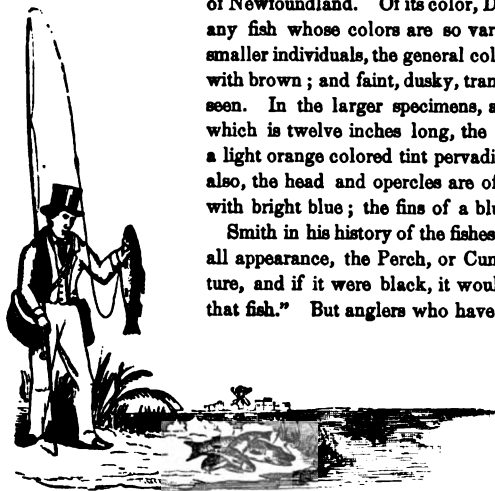 of Newfoundland. Of its color, D
any fish whose colors are so var
smaller individuals, the general col
with brown ; and faint, dusky, tran
seen. In the larger specimens, a
which is twelve inches long, the
a light orange colored tint pervadi
also, the head and opercles are of
with bright blue ; the fins of a blu
Smith in his history of the fishes
all appearance, the Perch, or Cun
ture, and if it were black, it woul
that fish.” But anglers who have